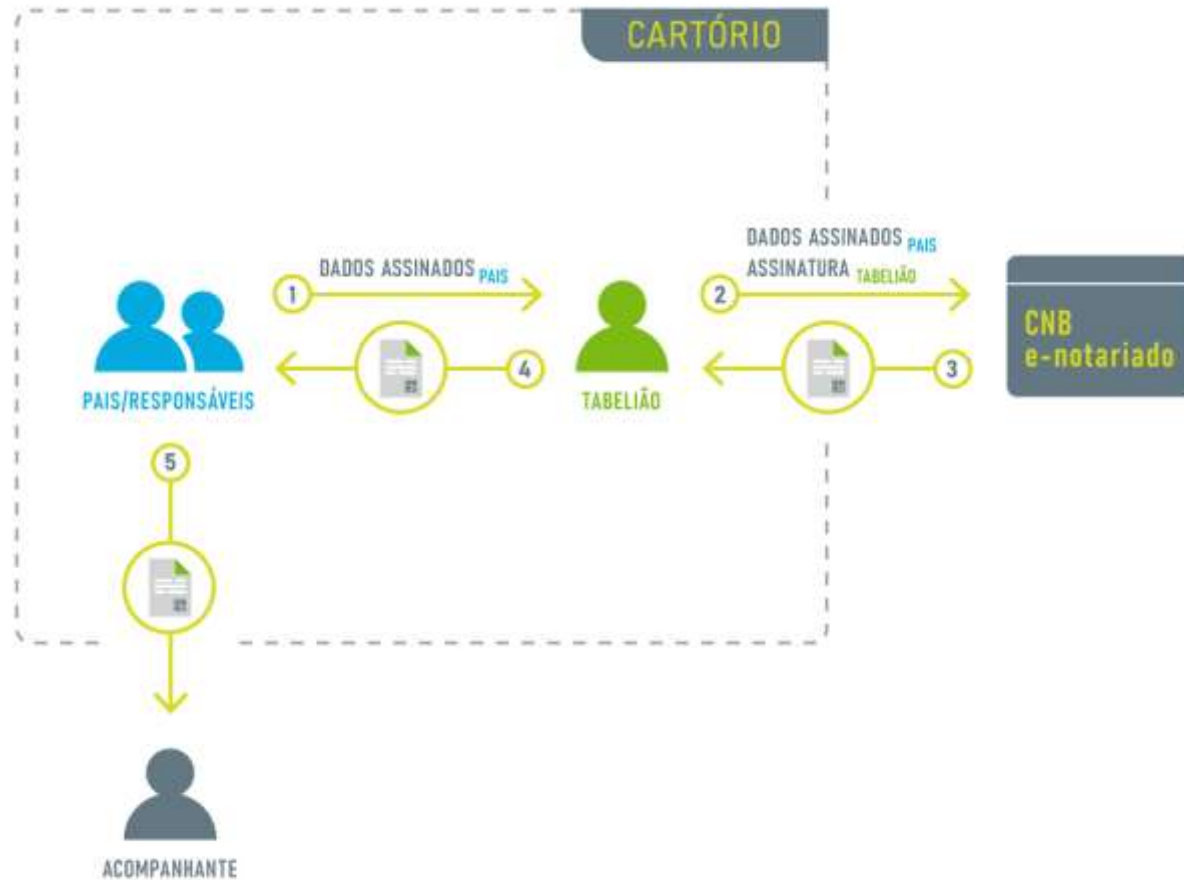 CARTÓRIO
DADOS ASSINADOS PAIS
ASSINATURA TABELIÃO
1
DADOS ASSINADOS PAIS
2
CNB
e-notariado
4
3
PAIS/RESPONSÁVEIS
TABELIÃO
5
ACOMPANHANTE